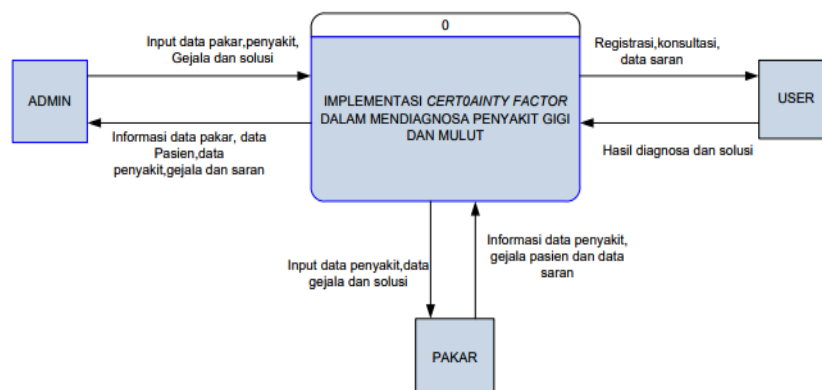 0
Input data pakar,penyakit,
Gejala dan solusi
Registrasi,konsultasi,
data saran
ADMIN
IMPLEMENTASI CERT0AINTY FACTOR
DALAM MENDIAGNOSA PENYAKIT GIGI
DAN MULUT
USER
Informasi data pakar, data
Pasien,data
penyakit,gejala dan saran
Hasil diagnosa dan solusi
Input data penyakit,data
gejala dan solusi
Informasi data penyakit,
gejala pasien dan data
saran
PAKAR